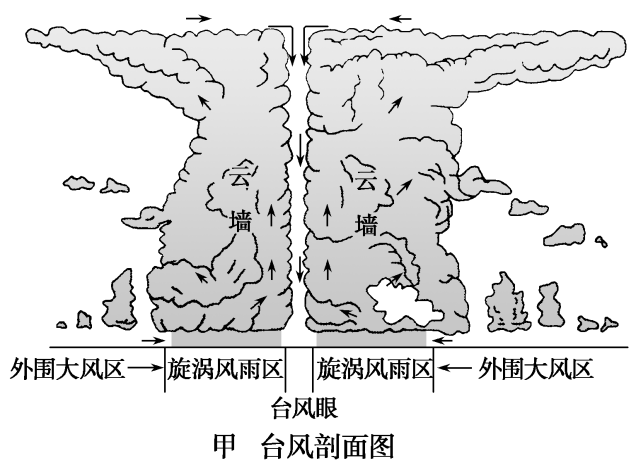 云 云
墙 墙
外围大风区 旋涡风雨区 旋涡风雨区 外围大风区
台风眼
甲 台风剖面图